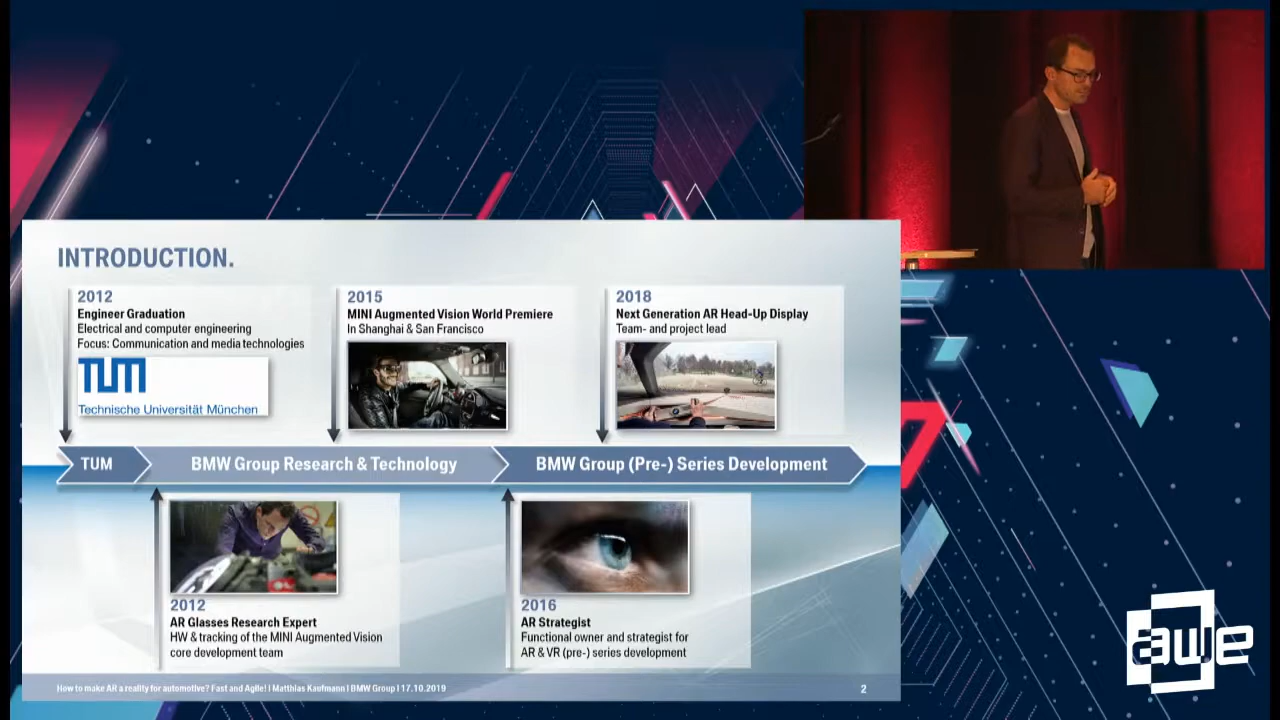 INTRODUCTION.
2012
Engineer Graduation
Electrical and computer engineering
Focus: Communication and media technologies
TUM
Technische Universität München
2015
MINI Augmented Vision World Premiere
In Shanghai & San Francisco
2018
Next Generation AR Head-Up Display
Team- and project lead
TUM
BMW Group Research & Technology
BMW Group (Pre-) Series Development
2012
AR Glasses Research Expert
HW & tracking of the MINI Augmented Vision
core development team
2016
AR Strategist
Functional owner and strategist for
AR & VR (pre-) series development
How to make AR a reality for automotive? Fast and Agile! | Matthias Kaufmann | BMW Group | 17.10.2019
2
awe